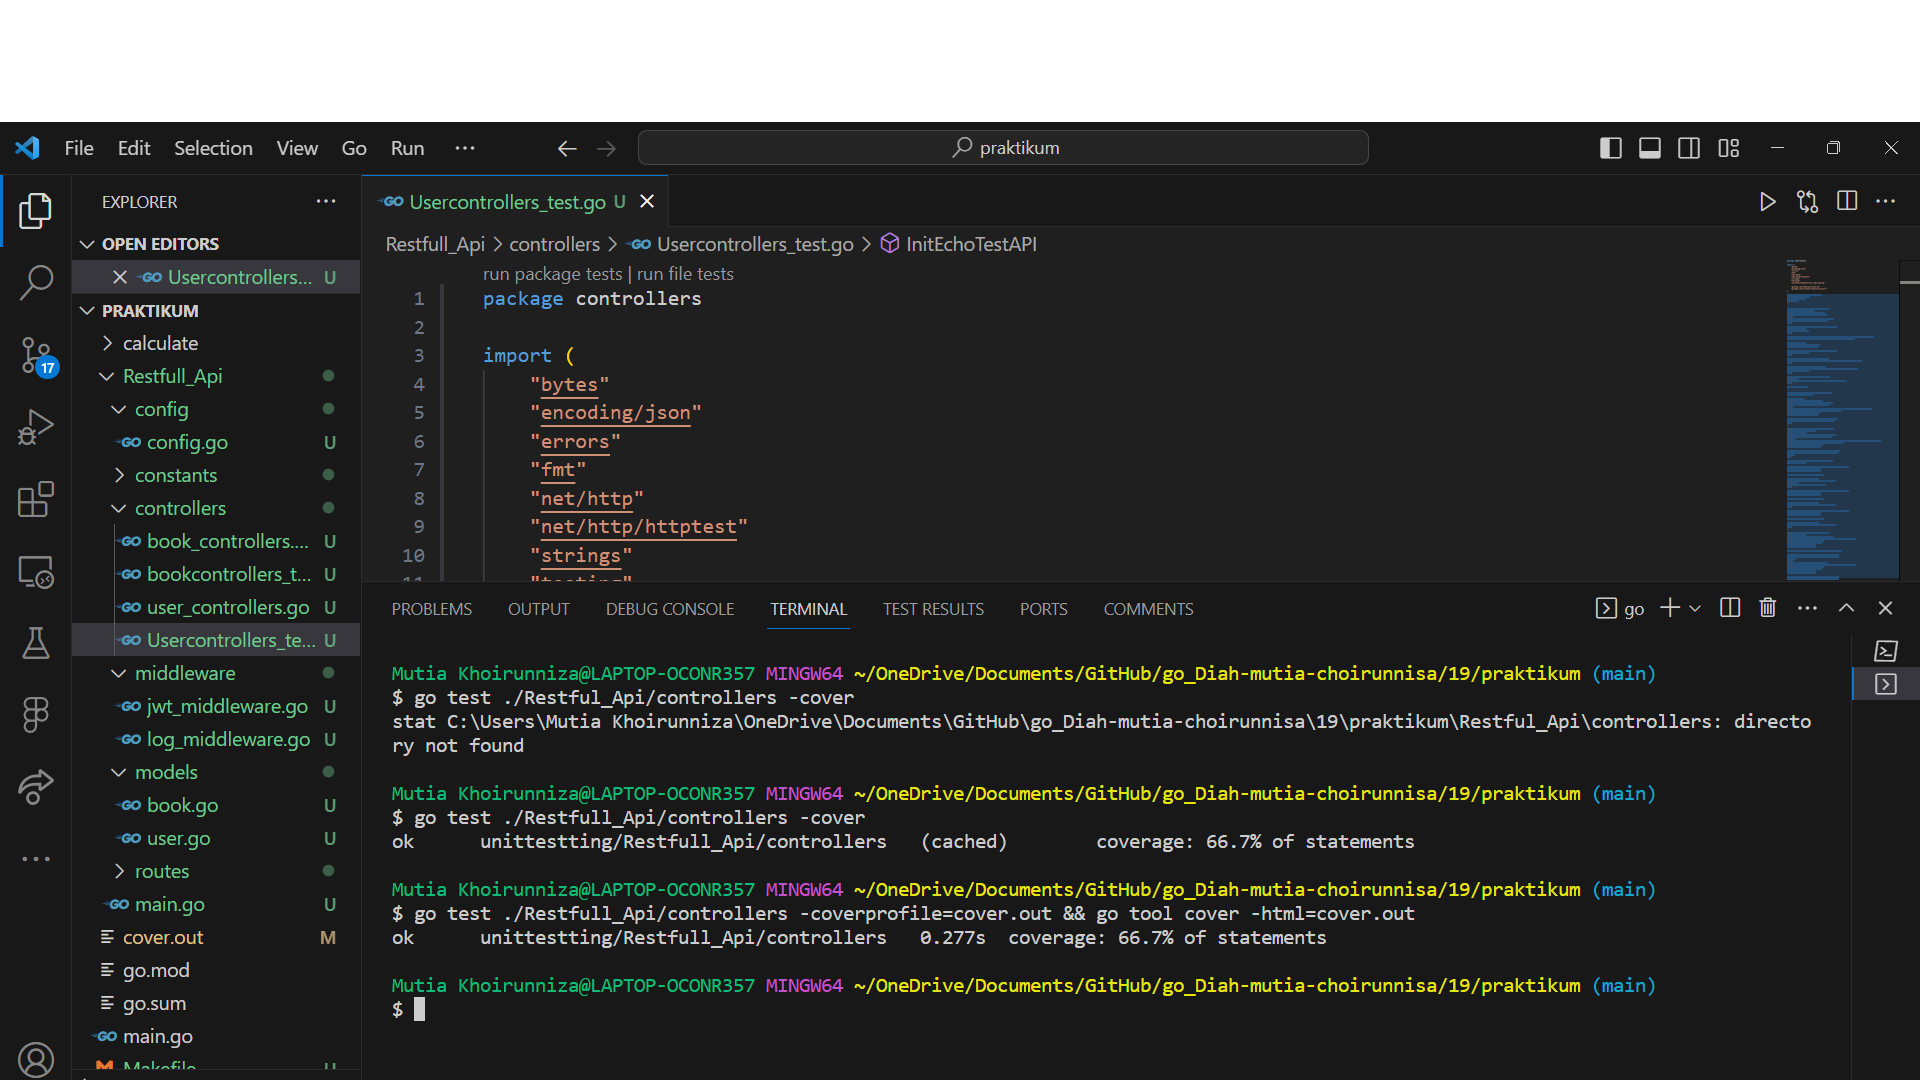 File Edit Selection View Go Run ···
praktikum
EXPLORER
OPEN EDITORS
Usercontrollers... U
PRAKTIKUM
calculate
Restfull_Api
config
config.go U
constants
controllers
book_controllers.... U
bookcontrollers_t... U
user_controllers.go U
Usercontrollers_te... U
middleware
jwt_middleware.go U
log_middleware.go U
models
book.go U
user.go U
routes
main.go U
cover.out M
go.mod
go.sum
main.go
Makefile U
17
Usercontrollers_test.go U
Restfull_Api > controllers > Usercontrollers_test.go > InitEchoTestAPI
run package tests | run file tests
1 package controllers
2
3 import (
4 "bytes"
5 "encoding/json"
6 "errors"
7 "fmt"
8 "net/http"
9 "net/http/httptest"
10 "strings"
11 "testing"
PROBLEMS OUTPUT DEBUG CONSOLE TERMINAL TEST RESULTS PORTS COMMENTS
go
Mutia Khoirunniza@LAPTOP-OCONR357 MINGW64 ~/OneDrive/Documents/GitHub/go_Diah-mutia-choirunnisa/19/praktikum (main)
$ go test ./Restful_Api/controllers -cover
stat C:\Users\Mutia Khoirunniza\OneDrive\Documents\GitHub\go_Diah-mutia-choirunnisa\19\praktikum\Restful_Api\controllers: directo
ry not found
Mutia Khoirunniza@LAPTOP-OCONR357 MINGW64 ~/OneDrive/Documents/GitHub/go_Diah-mutia-choirunnisa/19/praktikum (main)
$ go test ./Restfull_Api/controllers -cover
ok unittestting/Restfull_Api/controllers (cached) coverage: 66.7% of statements
Mutia Khoirunniza@LAPTOP-OCONR357 MINGW64 ~/OneDrive/Documents/GitHub/go_Diah-mutia-choirunnisa/19/praktikum (main)
$ go test ./Restfull_Api/controllers -coverprofile=cover.out && go tool cover -html=cover.out
ok unittestting/Restfull_Api/controllers 0.277s coverage: 66.7% of statements
Mutia Khoirunniza@LAPTOP-OCONR357 MINGW64 ~/OneDrive/Documents/GitHub/go_Diah-mutia-choirunnisa/19/praktikum (main)
$